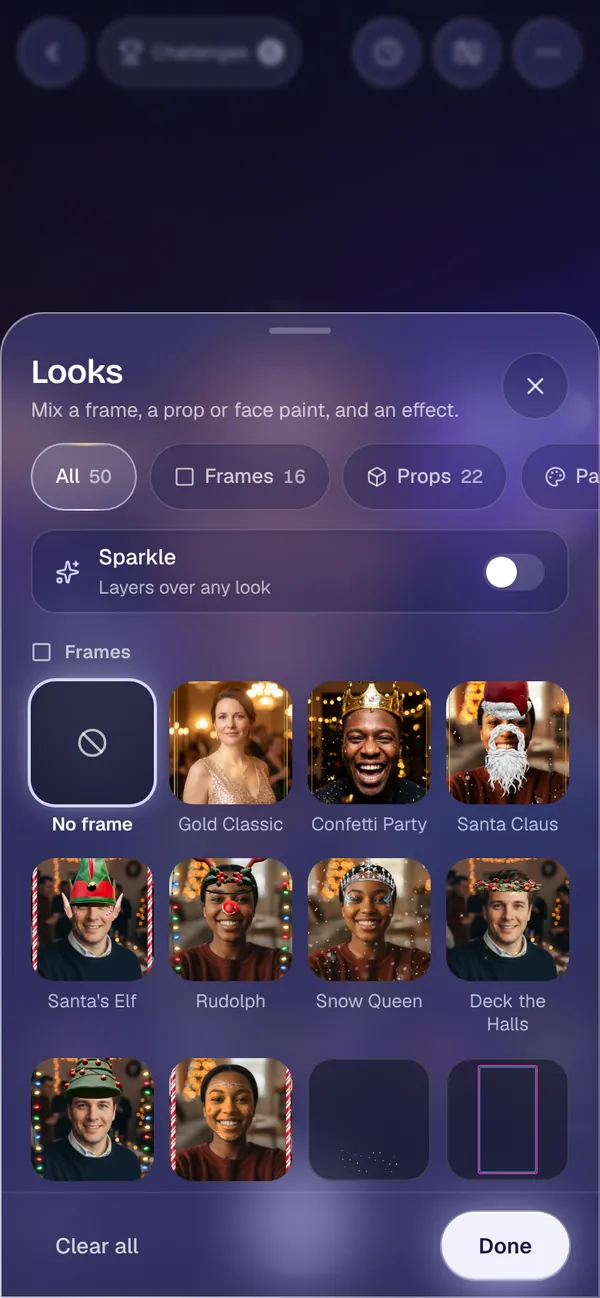 Challenges
Looks
Mix a frame, a prop or face paint, and an effect.
All 50
Frames 16
Props 22
Pa
Sparkle
Layers over any look
Frames
No frame
Gold Classic
Confetti Party
Santa Claus
Santa's Elf
Rudolph
Snow Queen
Deck the
Halls
Clear all
Done